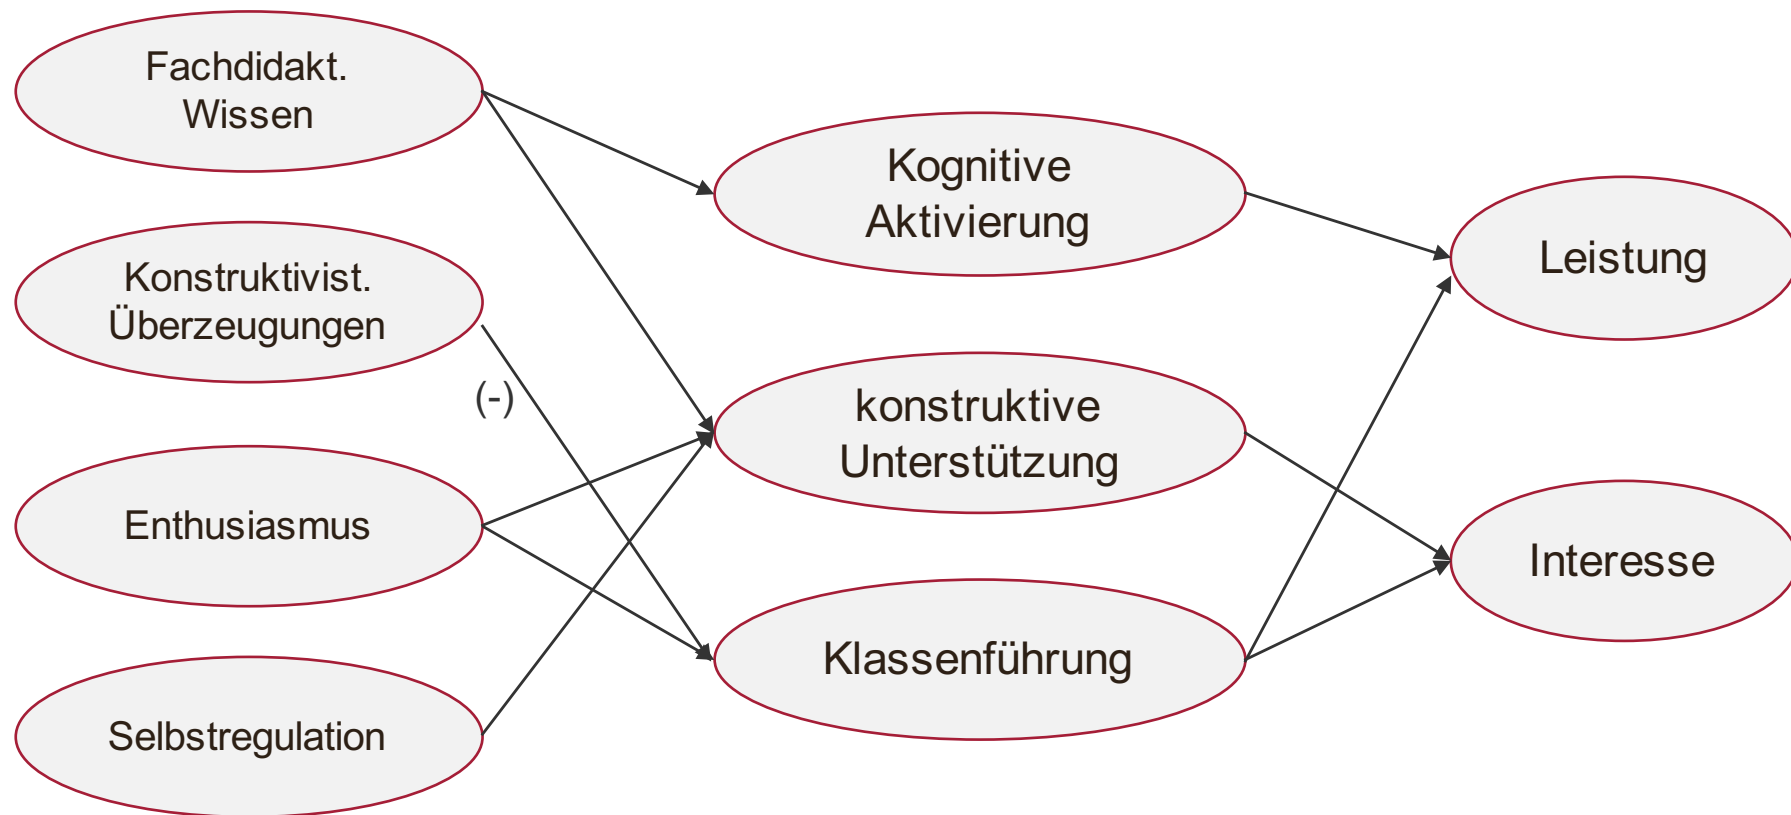 Fachdidakt.
Wissen
Konstruktivist.
Überzeugungen
(-)
Enthusiasmus
Selbstregulation
Kognitive
Aktivierung
konstruktive
Unterstützung
Klassenführung
Leistung
Interesse